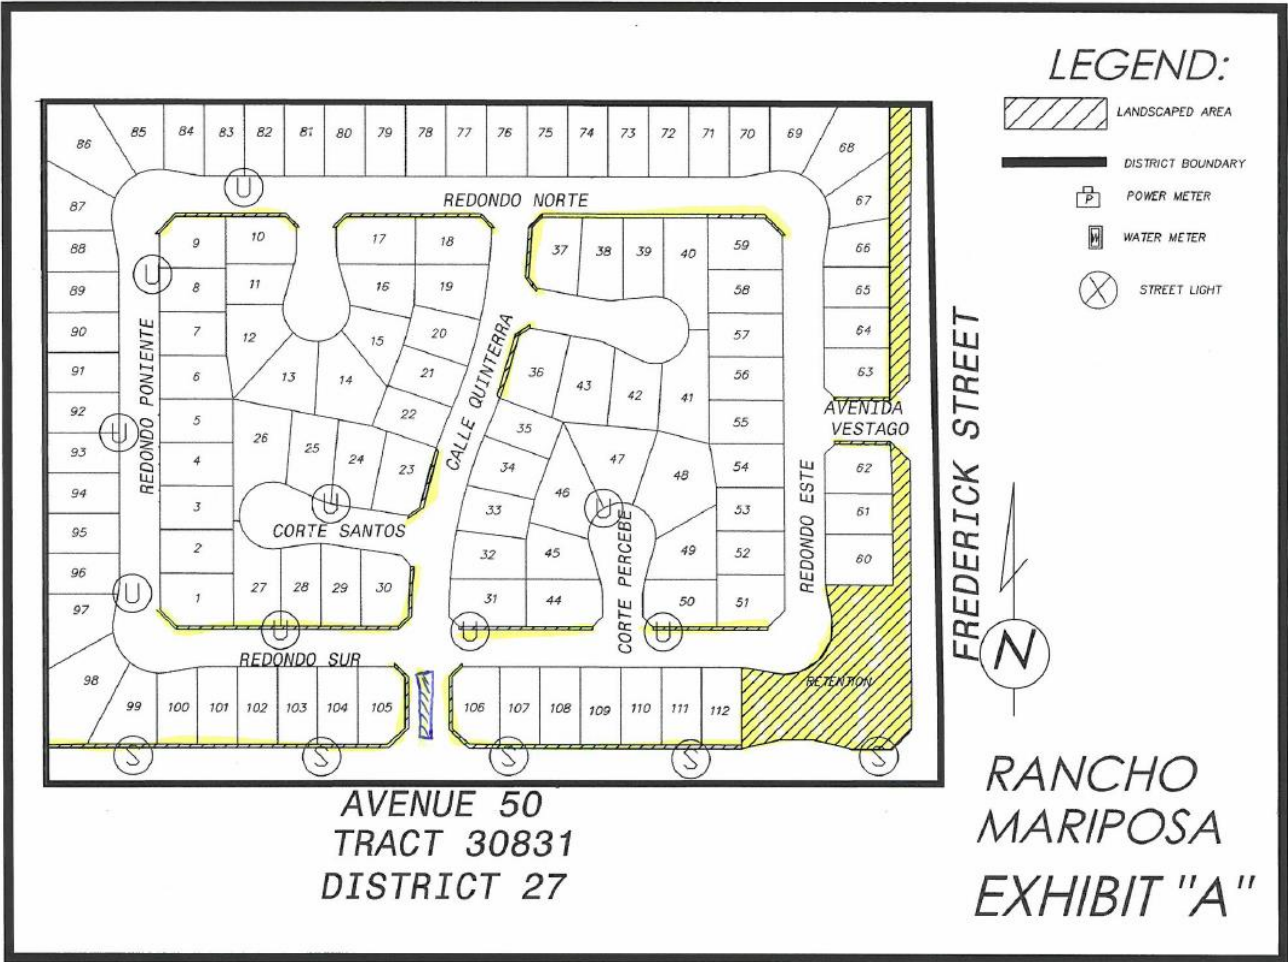 LEGEND:
LANDSCAPED AREA
DISTRICT BOUNDARY
P
POWER METER
W
WATER METER
X
STREET LIGHT
86
85
84
83
82
81
80
79
78
77
76
75
74
73
72
71
70
69
68
U
REDONDO NORTE
87
67
88
9
10
17
18
37
38
39
40
59
66
89
U
8
11
16
19
58
65
90
7
12
15
20
57
64
91
6
13
14
21
36
43
42
41
56
63
REDONDO PONIENTE
CALLE QUINTERRA
AVENIDA
VESTAGO
FREDERICK STREET
92
5
22
35
55
U
93
4
26
25
24
23
34
47
48
54
62
94
3
U
33
46
U
53
61
REDONDO ESTE
95
2
CORTE SANTOS
32
45
49
52
60
96
U
1
27
28
29
30
31
44
CORTE PERCEBE
50
51
97
U
U
U
REDONDO SUR
N
98
99
100
101
102
103
104
105
106
107
108
109
110
111
112
RETENTION
S
S
S
S
S
AVENUE 50
TRACT 30831
DISTRICT 27
RANCHO
MARIPOSA
EXHIBIT "A"